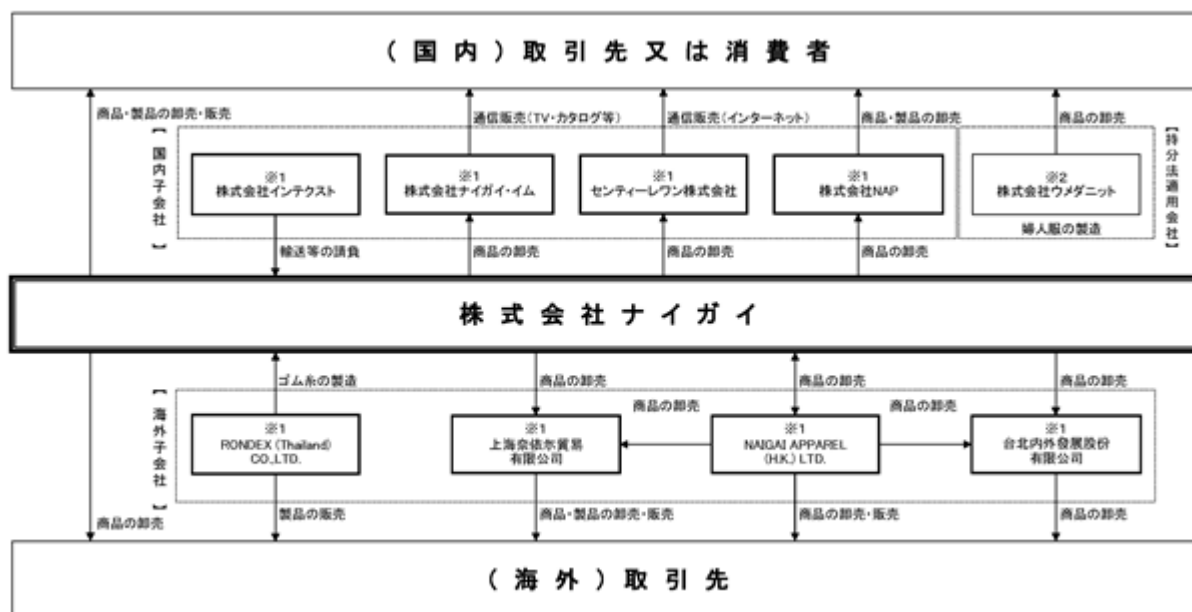 （ 国 内 ） 取 引 先 又 は 消 費 者
商品・製品の卸売・販売
通信販売（TV・カタログ等）
通信販売（インターネット）
商品・製品の卸売
商品の卸売
【国内子会社】
※1
株式会社インテクスト
※1
株式会社ナイガイ・イム
※1
センティーレワン株式会社
※1
株式会社NAP
※2
株式会社ウメダニット
婦人服の製造
【持分法適用会社】
輸送等の請負
商品の卸売
商品の卸売
商品の卸売
株 式 会 社 ナ イ ガ イ
ゴム糸の製造
商品の卸売
商品の卸売
商品の卸売
【海外子会社】
※1
RONDEX (Thailand)
CO.,LTD.
※1
上海奈依尓貿易
有限公司
商品の卸売
※1
NAIGAI APPAREL
(H.K.) LTD.
商品の卸売
※1
台北内外發展股份
有限公司
商品の卸売
製品の販売
商品・製品の卸売・販売
商品の卸売・販売
商品の卸売
（ 海 外 ） 取 引 先